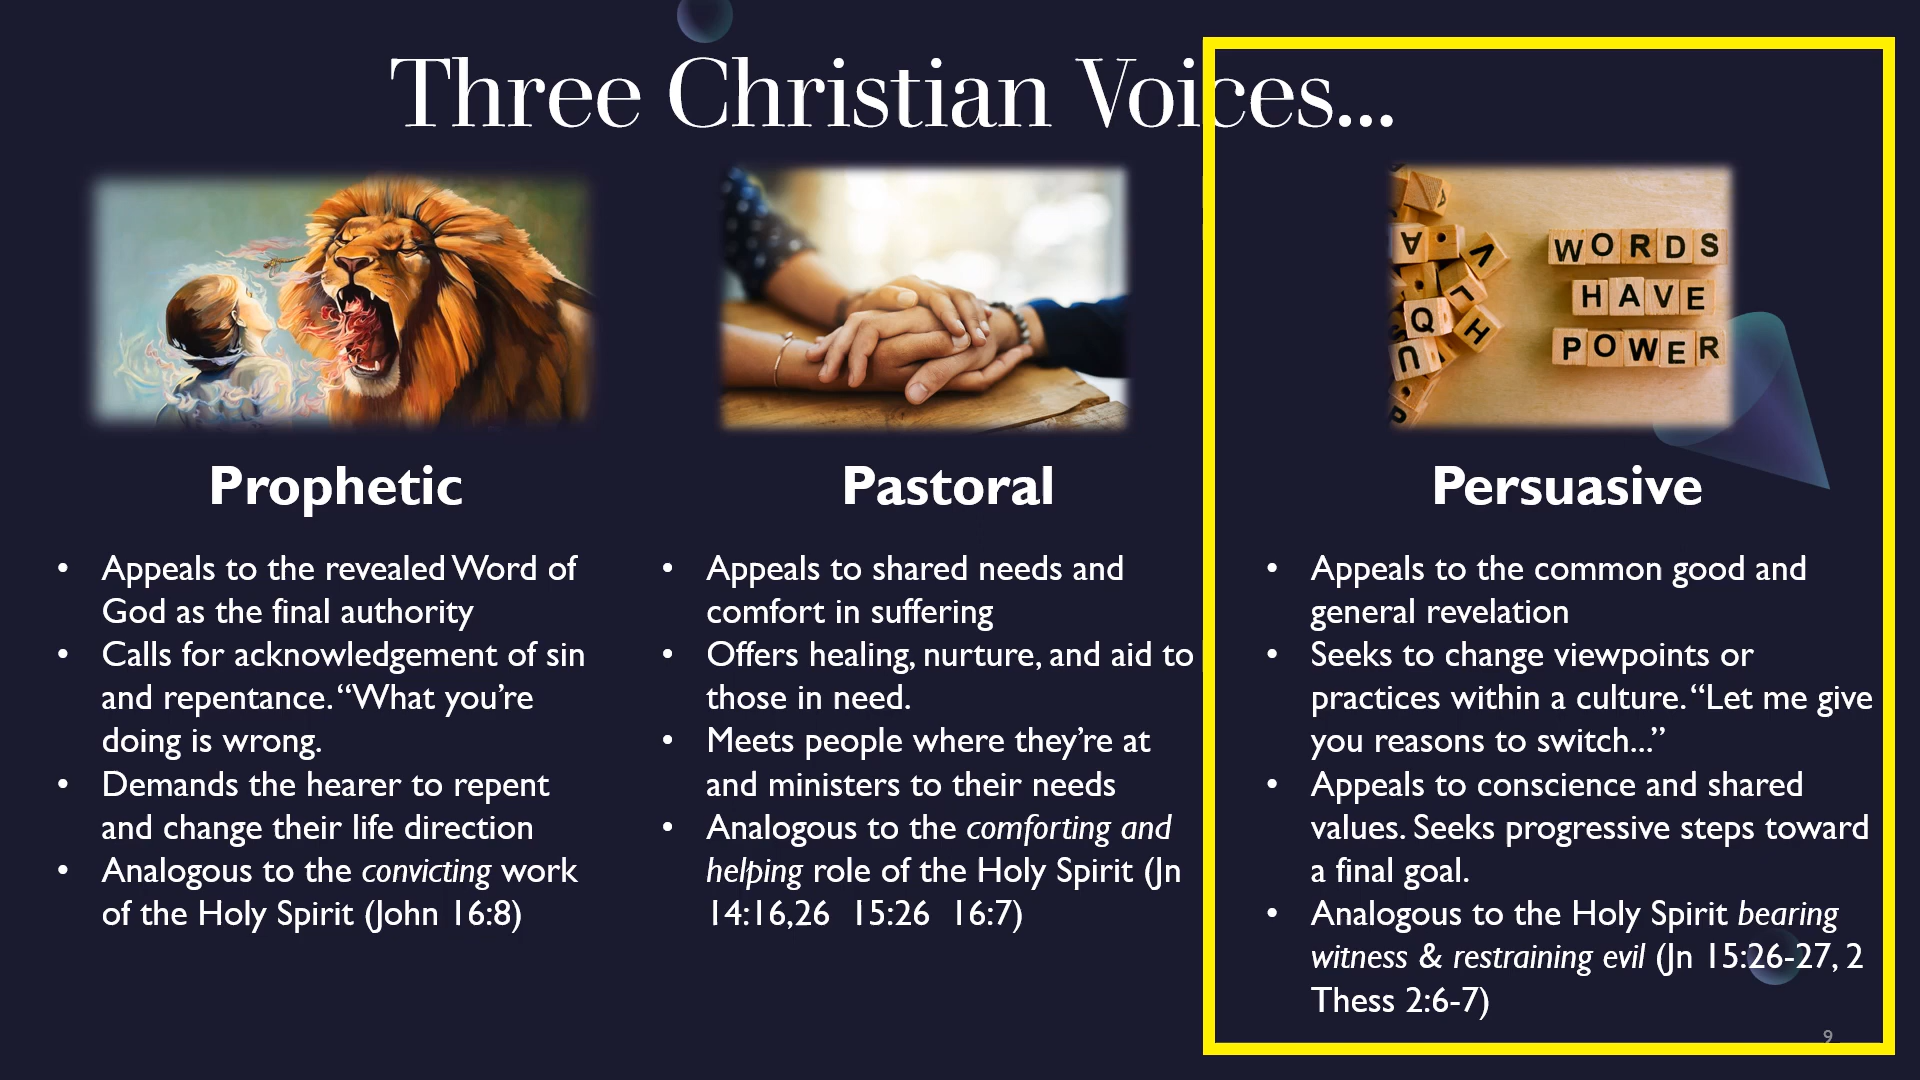 Three Christian Voices...
WORDS
HAVE
POWER
Prophetic
• Appeals to the revealed Word of
God as the final authority
• Calls for acknowledgement of sin
and repentance. “What you’re
doing is wrong.
• Demands the hearer to repent
and change their life direction
• Analogous to the convicting work
of the Holy Spirit (John 16:8)
Pastoral
• Appeals to shared needs and
comfort in suffering
• Offers healing, nurture, and aid to
those in need.
• Meets people where they’re at
and ministers to their needs
• Analogous to the comforting and
helping role of the Holy Spirit (Jn
14:16,26  15:26  16:7)
Persuasive
• Appeals to the common good and
general revelation
• Seeks to change viewpoints or
practices within a culture. “Let me give
you reasons to switch...”
• Appeals to conscience and shared
values. Seeks progressive steps toward
a final goal.
• Analogous to the Holy Spirit bearing
witness & restraining evil (Jn 15:26-27, 2
Thess 2:6-7)
9